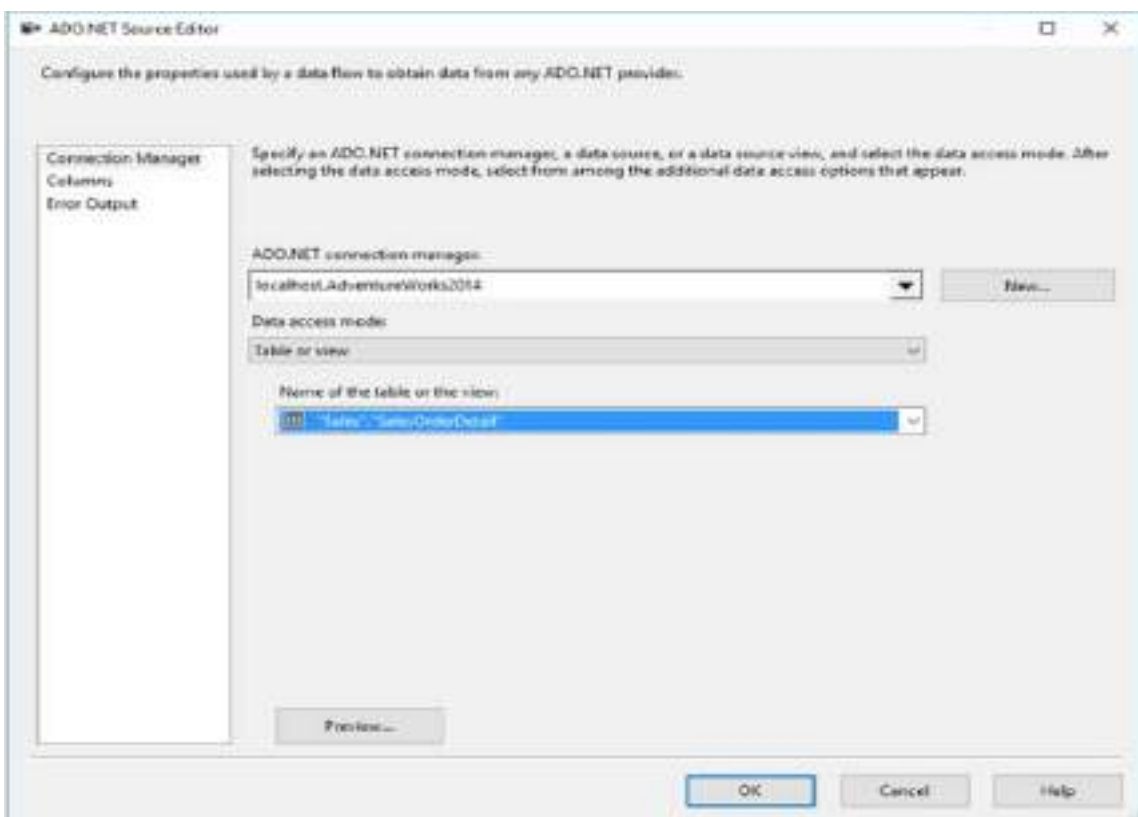 ADO.NET Source Editor
Configure the properties used by a data flow to obtain data from any ADO.NET provider.
Connection Manager
Columns
Error Output
Specify an ADO.NET connection manager, a data source, or a data source view, and select the data access mode. After
selecting the data access mode, select from among the additional data access options that appear.
ADO.NET connection manager:
localhost.AdventureWorks2014
New...
Data access mode:
Table or view
Name of the table or the view:
"Sales"."SalesOrderDetail"
Preview...
OK
Cancel
Help